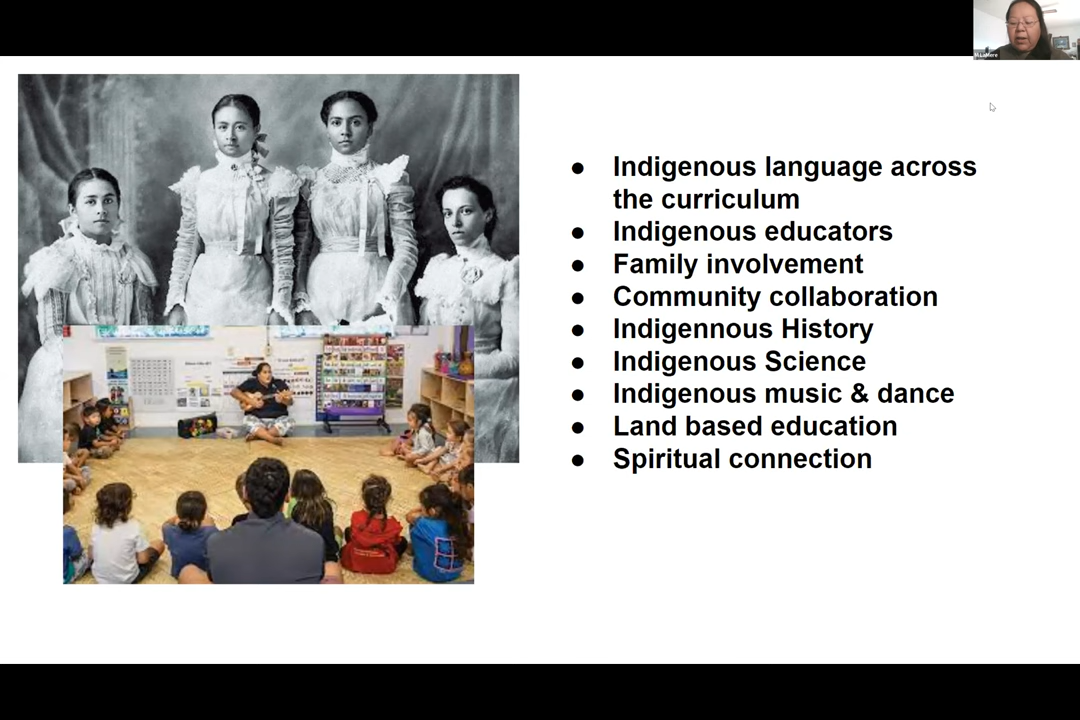 Indigenous language across
the curriculum
Indigenous educators
Family involvement
Community collaboration
Indigennous History
Indigenous Science
Indigenous music & dance
Land based education
Spiritual connection